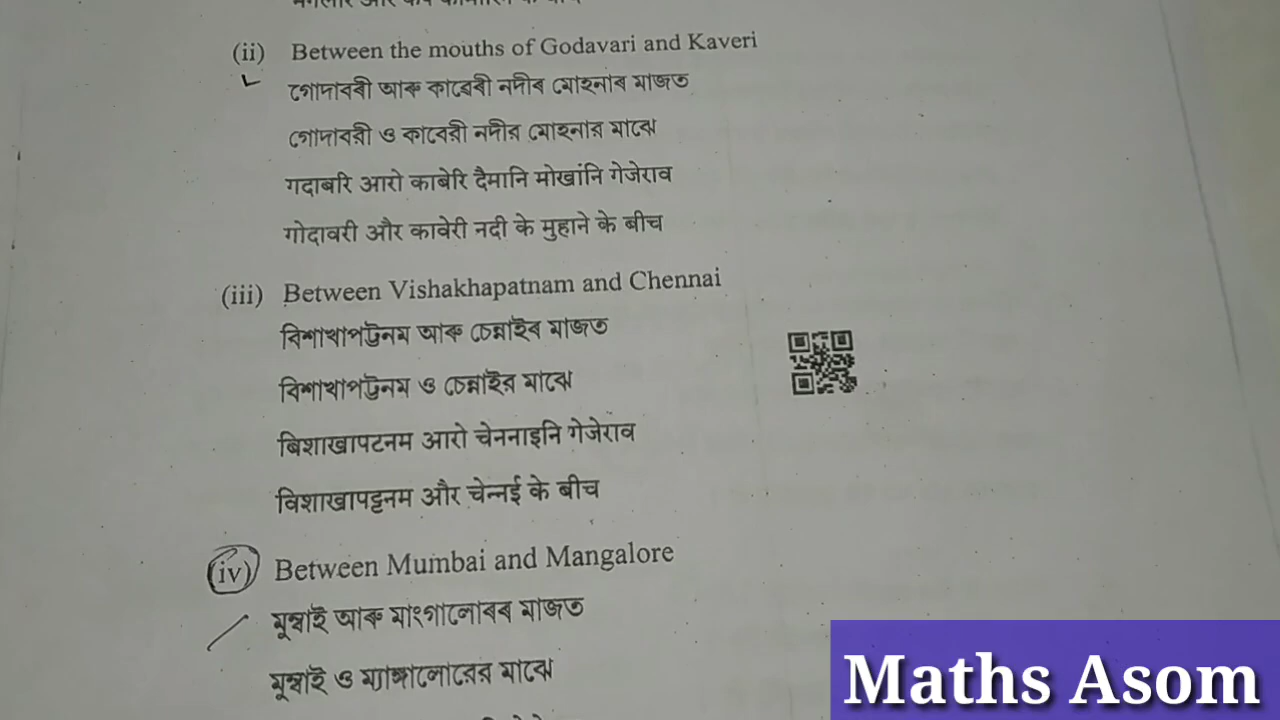 (ii) Between the mouths of Godavari and Kaveri
গোদাবৰী আৰু কাৱেৰী নদীৰ মোহনাৰ মাজত
গোদাবরী ও কাবেরী নদীর মোহনার মাঝে
गदाबरि आरो काबेरि दैमानि मोखांनि गेजेराव
गोदावरी और कावेरी नदी के मुहाने के बीच
(iii) Between Vishakhapatnam and Chennai
বিশাখাপট্টনম আৰু চেন্নাইৰ মাজত
বিশাখাপট্টনম ও চেন্নাইর মাঝে
बिशाखापटनम आरो चेननाइनि गेजेराव
विशाखापट्टनम और चेन्नई के बीच
(iv) Between Mumbai and Mangalore
মুম্বাই আৰু মাংগালোৰৰ মাজত
মুম্বাই ও ম্যাঙ্গালোরের মাঝে
Maths Asom